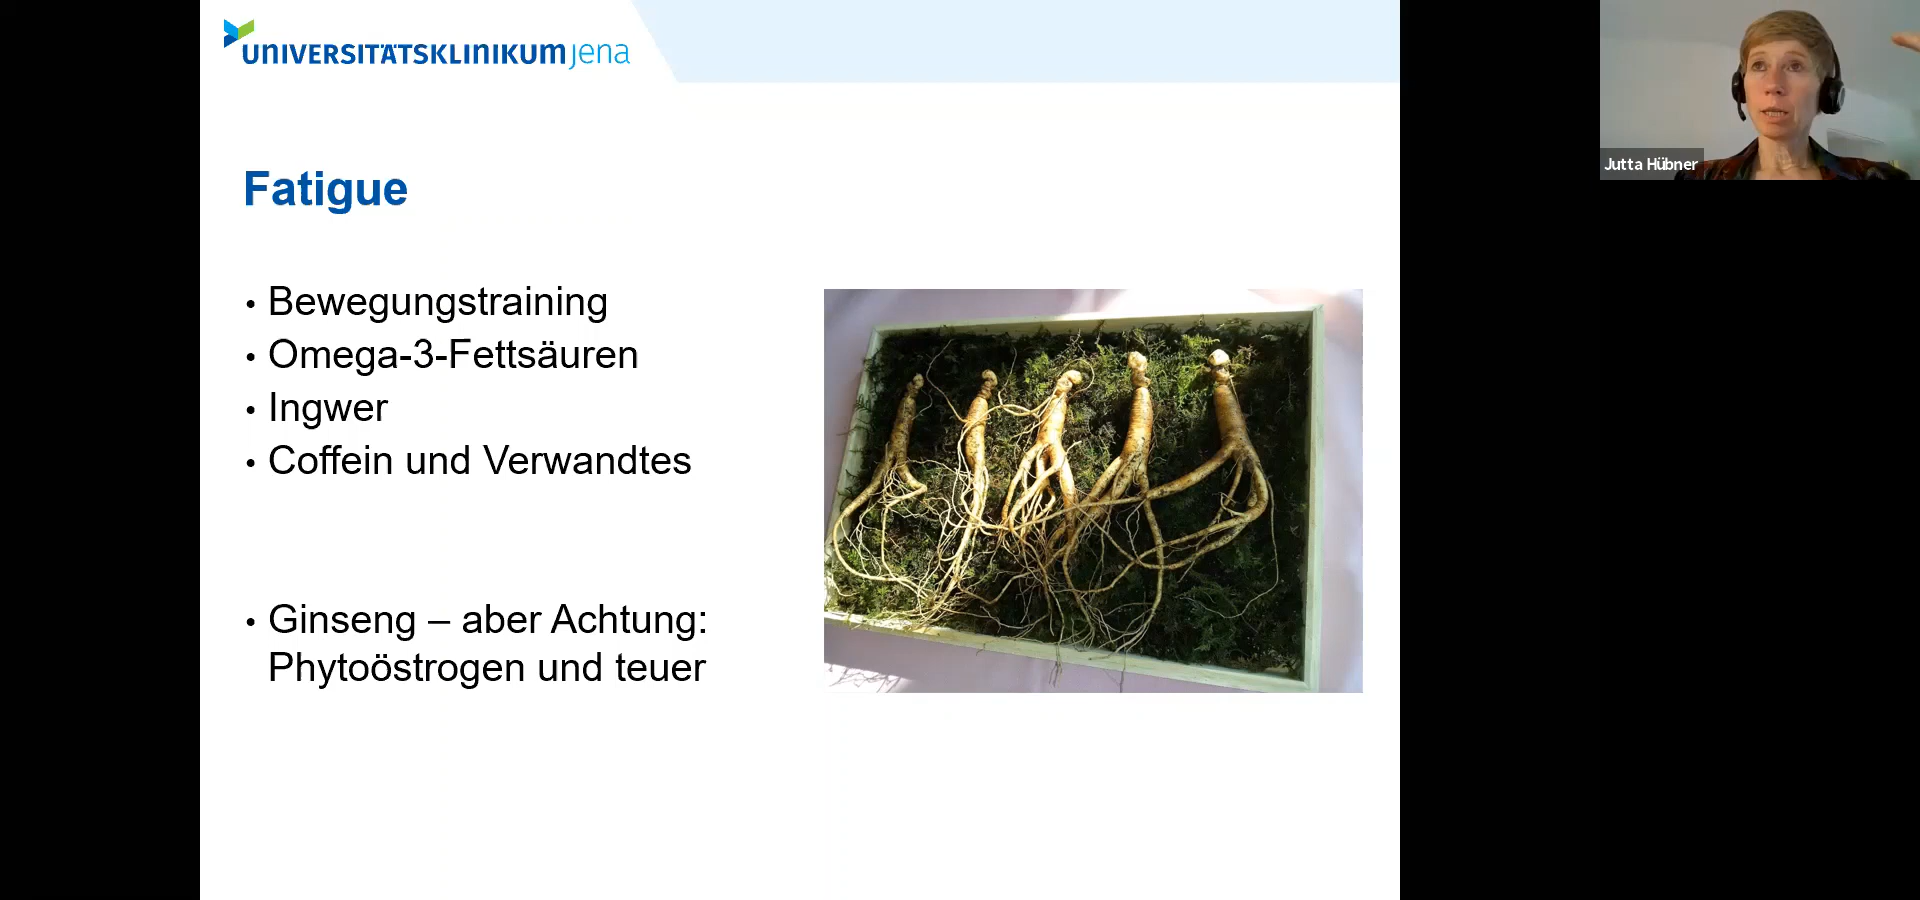 UNIVERSITÄTSKLINIKUM jena
Jutta Hübner
Fatigue
• Bewegungstraining
• Omega-3-Fettsäuren
• Ingwer
• Coffein und Verwandtes
• Ginseng – aber Achtung:
Phytoöstrogen und teuer